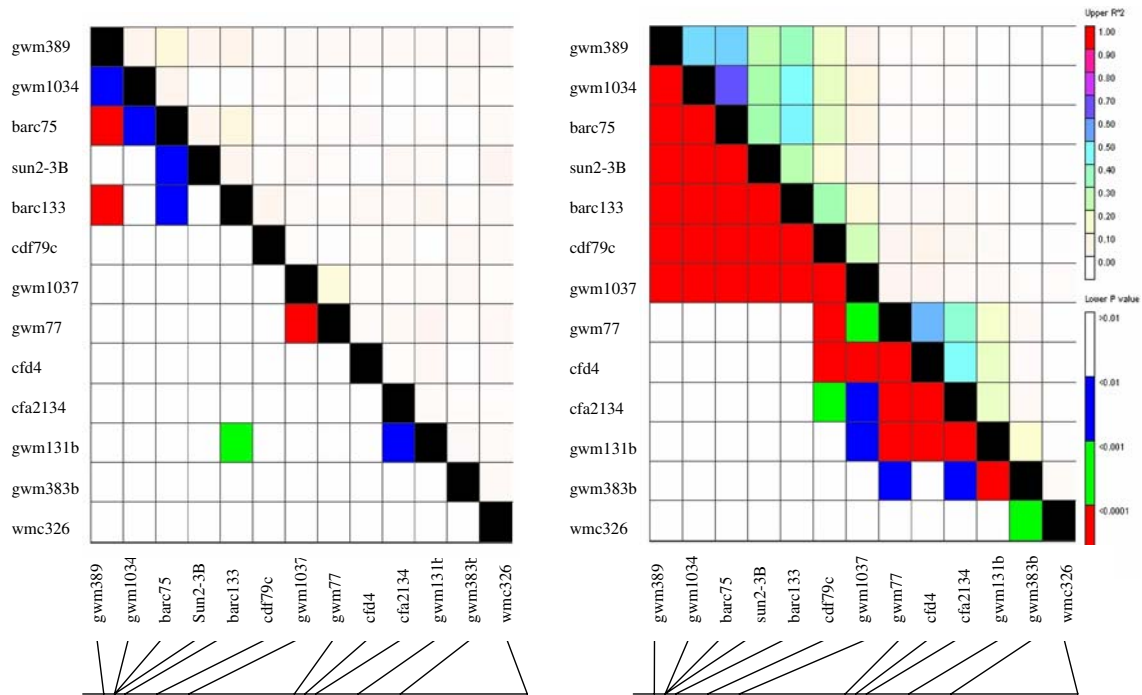 gwm389
gwm1034
barc75
sun2-3B
barc133
cdf79c
gwm1037
gwm77
cfd4
cfa2134
gwm131b
gwm383b
wmc326
gwm389
gwm1034
barc75
Sun2-3B
barc133
cdf79c
gwm1037
gwm77
cfd4
cfa2134
gwm131b
gwm383b
wmc326
gwm389
gwm1034
barc75
sun2-3B
barc133
cdf79c
gwm1037
gwm77
cfd4
cfa2134
gwm131b
gwm383b
wmc326
gwm389
gwm1034
barc75
sun2-3B
barc133
cdf79c
gwm1037
gwm77
cfd4
cfa2134
gwm131b
gwm383b
wmc326
Upper R^2
1.00
0.90
0.80
0.70
0.60
0.50
0.40
0.30
0.20
0.10
0.00
Lower P value
>0.01
<0.01
<0.001
<0.0001